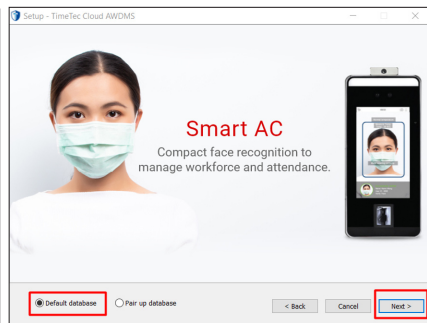 Setup - TimeTec Cloud AWDMS
Smart AC
Compact face recognition to
manage workforce and attendance.
Default database
Pair up database
< Back
Cancel
Next >